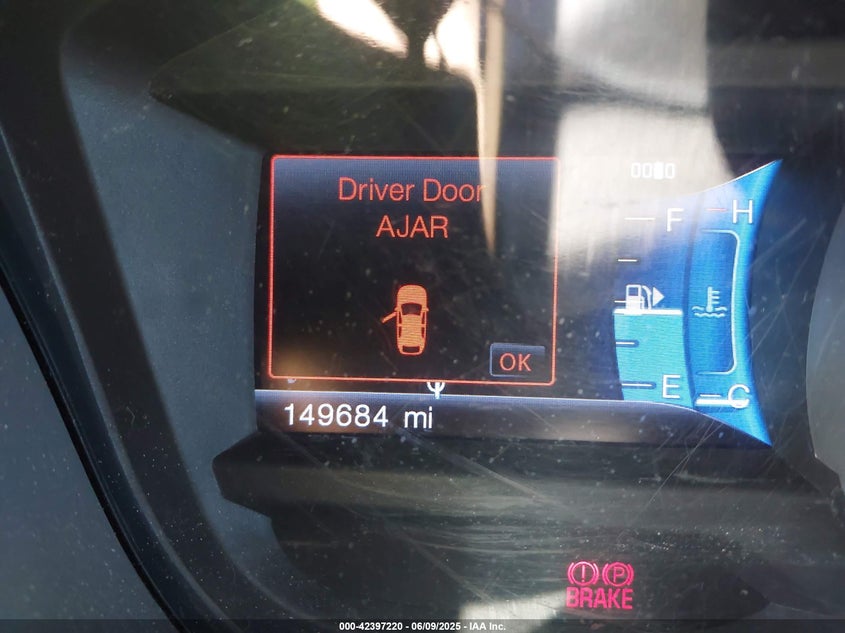 Driver Door
AJAR
OK
F
H
E
C
149684 mi
(!) (P)
BRAKE
000-42397220 - 06/09/2025 - IAA Inc.